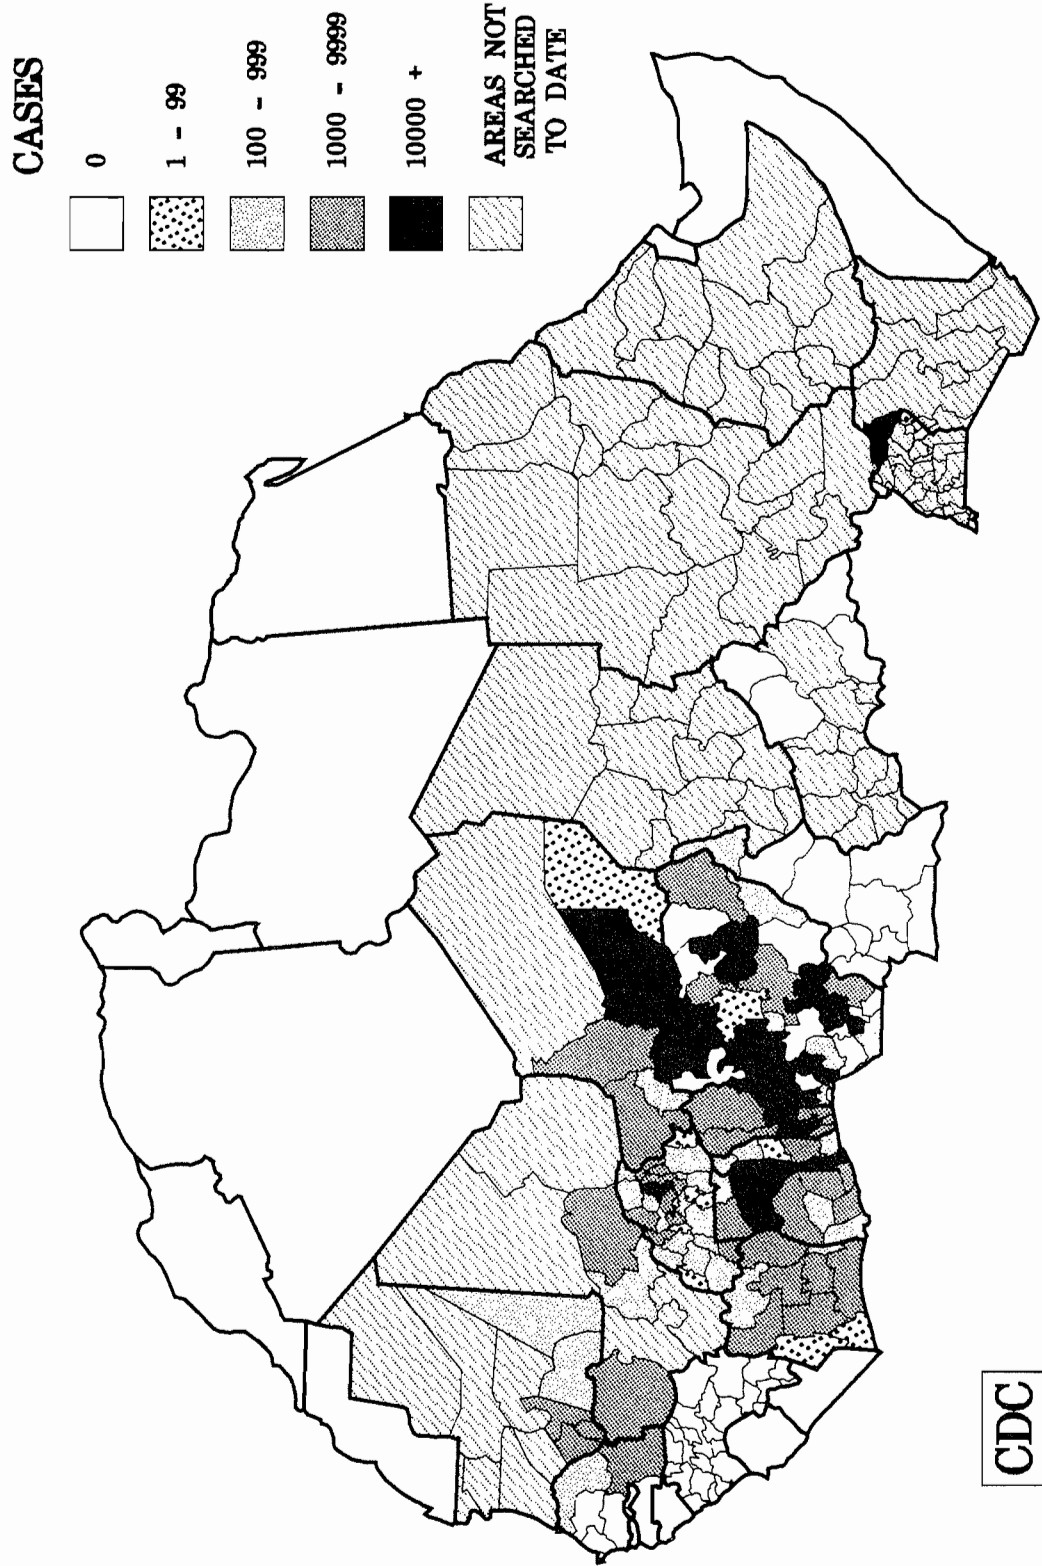 CASES
0
1 - 99
100 - 999
1000 - 9999
10000 +
AREAS NOT
SEARCHED
TO DATE
CDC